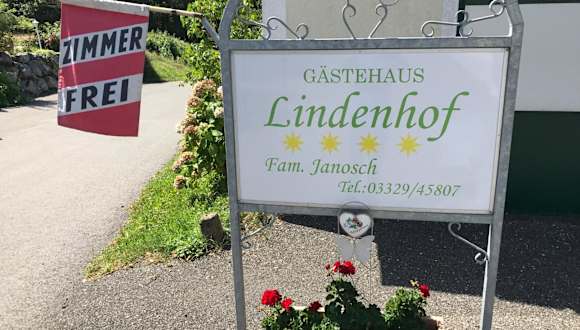 ZIMMER
FREI
GÄSTEHAUS
Lindenhof
Fam. Janosch
Tel.:03329/45807